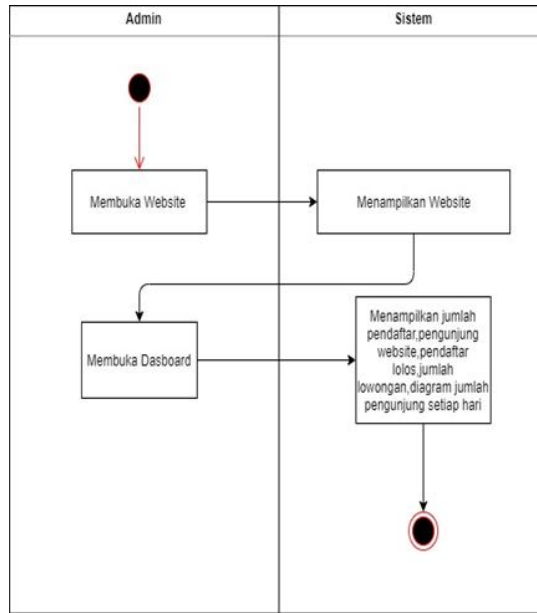 Admin
Sistem
Membuka Website
Menampilkan Website
Membuka Dasboard
Menampilkan jumlah
pendaftar,pengunjung
website,pendaftar
lolos,jumlah
lowongan,diagram jumlah
pengunjung setiap hari